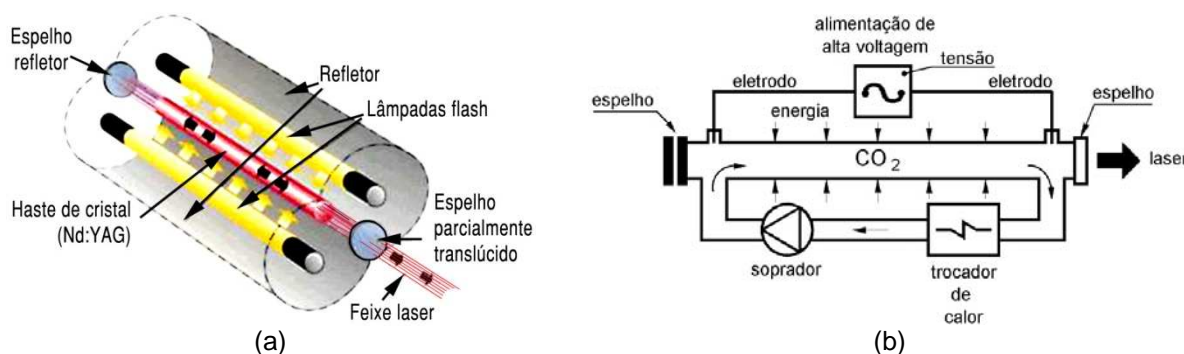 Espelho
refletor
Refletor
Lâmpadas flash
Haste de cristal
(Nd:YAG)
Espelho
parcialmente
translúcido
Feixe laser
(a)
alimentação de
alta voltagem
tensão
eletrodo
eletrodo
espelho
energia
espelho
CO2
laser
soprador
trocador
de
calor
(b)